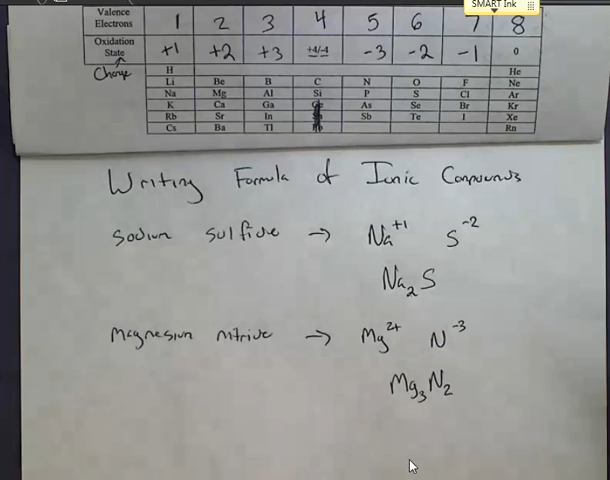 SMART Ink
Valence Electrons 1 2 3 4 5 6 7 8
Oxidation State +1 +2 +3 +4/-4 -3 -2 -1 0
Charge
H He
Li Be B C N O F Ne
Na Mg Al Si P S Cl Ar
K Ca Ga As Se Br Kr
Rb Sr In Sb Te I Xe
Cs Ba Tl Rn
Writing Formula of Ionic Compounds
Sodium sulfide → Na+1 S-2
Na2S
Magnesium nitride → Mg2+ N-3
Mg3N2